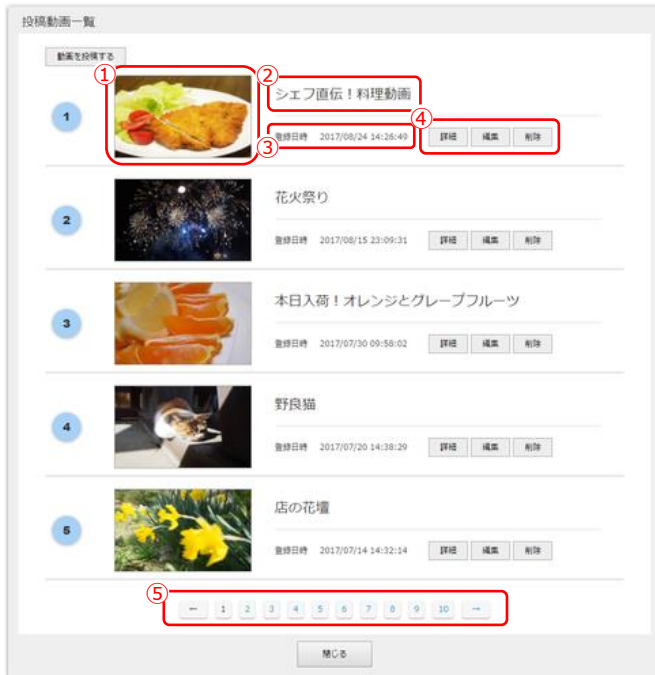 投稿動画一覧
動画を投稿する
① ②
シェフ直伝!料理動画
1
④
③
登録日時 2017/08/24 14:26:49 詳細 編集 削除
花火祭り
2
登録日時 2017/08/15 23:09:31 詳細 編集 削除
本日入荷!オレンジとグレープフルーツ
3
登録日時 2017/07/30 09:58:02 詳細 編集 削除
野良猫
4
登録日時 2017/07/20 14:38:29 詳細 編集 削除
店の花壇
5
登録日時 2017/07/14 14:32:14 詳細 編集 削除
⑤
← 1 2 3 4 5 6 7 8 9 10 →
閉じる